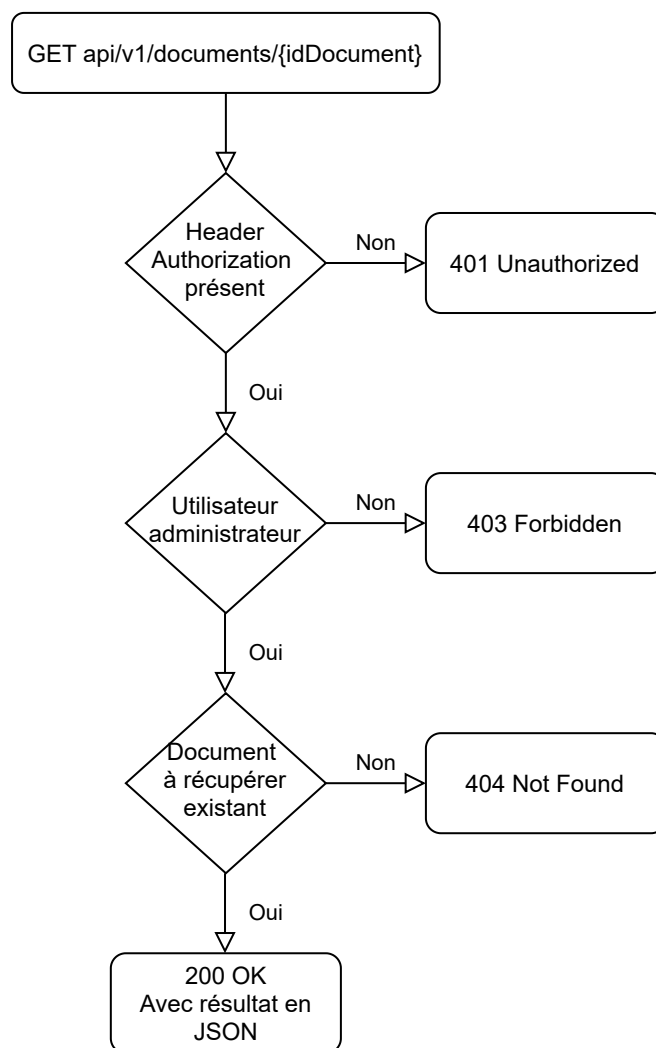 GET api/v1/documents/{idDocument}
Header
Authorization
présent
Non
401 Unauthorized
Oui
Utilisateur
administrateur
Non
403 Forbidden
Oui
Document
à récupérer
existant
Non
404 Not Found
Oui
200 OK
Avec résultat en
JSON